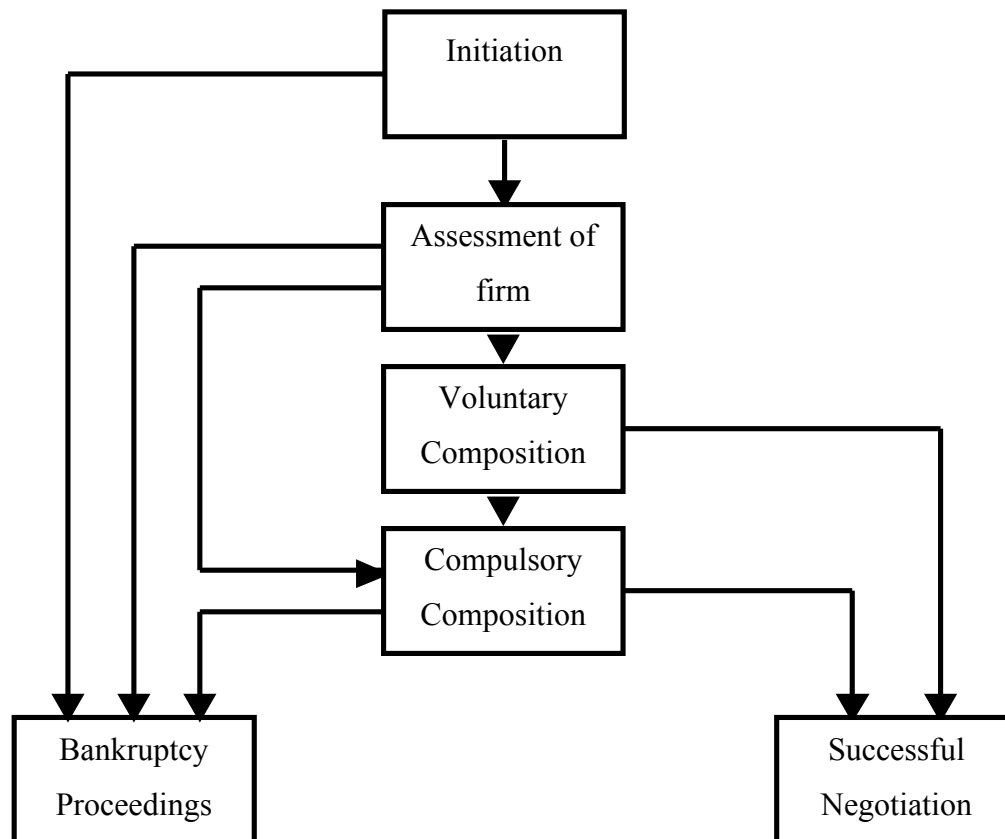 Initiation
Assessment of
firm
Voluntary
Composition
Compulsory
Composition
Bankruptcy
Proceedings
Successful
Negotiation